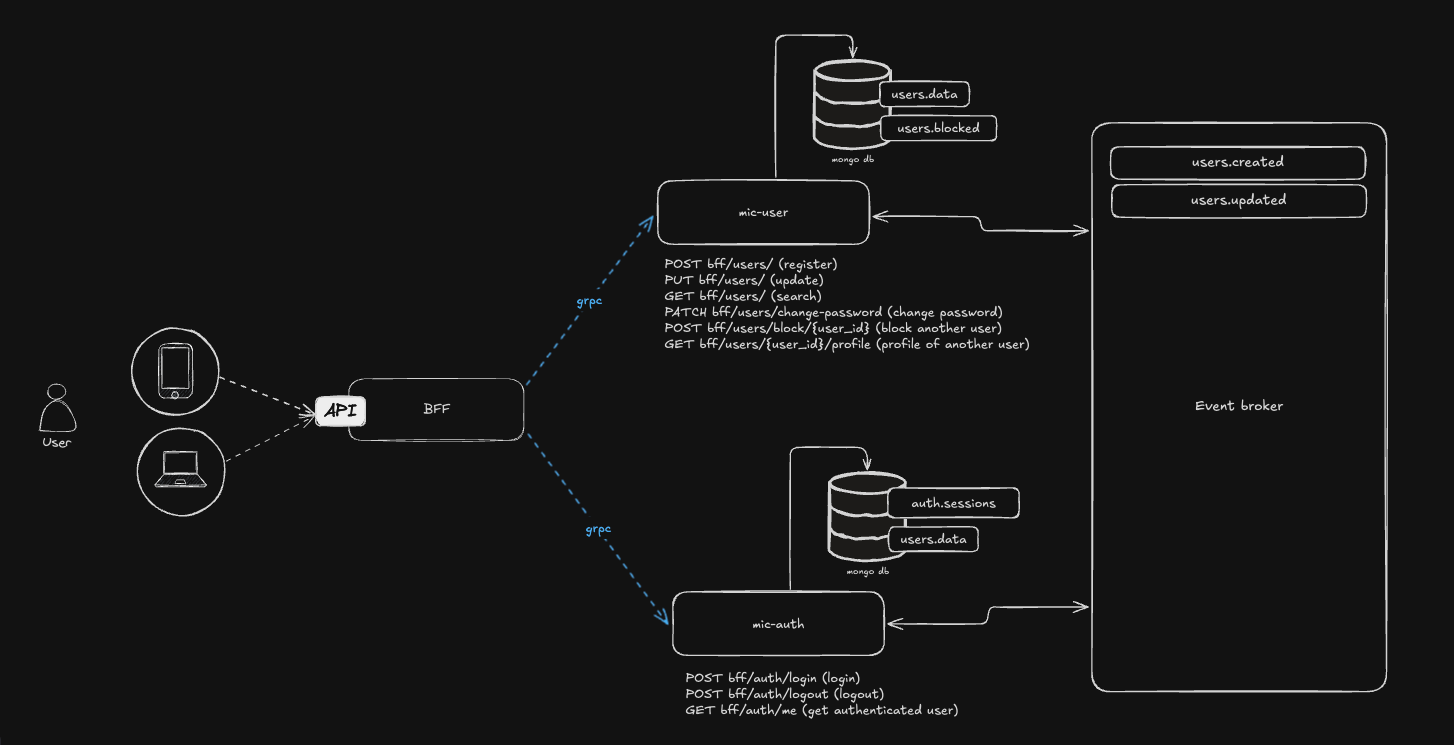 users.data
users.blocked
mongo db
users.created
users.updated
mic-user
POST bff/users/ (register)
PUT bff/users/ (update)
GET bff/users/ (search)
PATCH bff/users/change-password (change password)
POST bff/users/block/{user_id} (block another user)
GET bff/users/{user_id}/profile (profile of another user)
grpc
User
API
BFF
Event broker
grpc
auth.sessions
users.data
mongo db
mic-auth
POST bff/auth/login (login)
POST bff/auth/logout (logout)
GET bff/auth/me (get authenticated user)